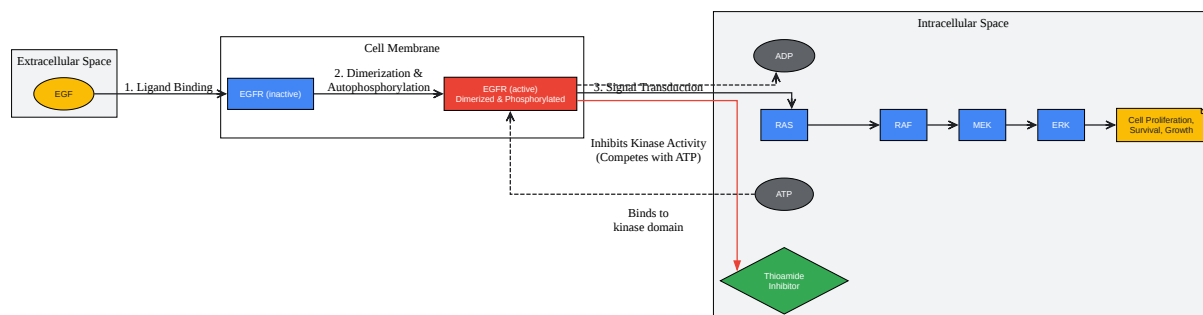 Extracellular Space
EGF
1. Ligand Binding
Cell Membrane
EGFR (inactive)
2. Dimerization &
Autophosphorylation
EGFR (active)
Dimerized & Phosphorylated
3. Signal Transduction
Inhibits Kinase Activity
(Competes with ATP)
Binds to
kinase domain
Intracellular Space
ADP
RAS
RAF
MEK
ERK
Cell Proliferation,
Survival, Growth
ATP
Thioamide
Inhibitor